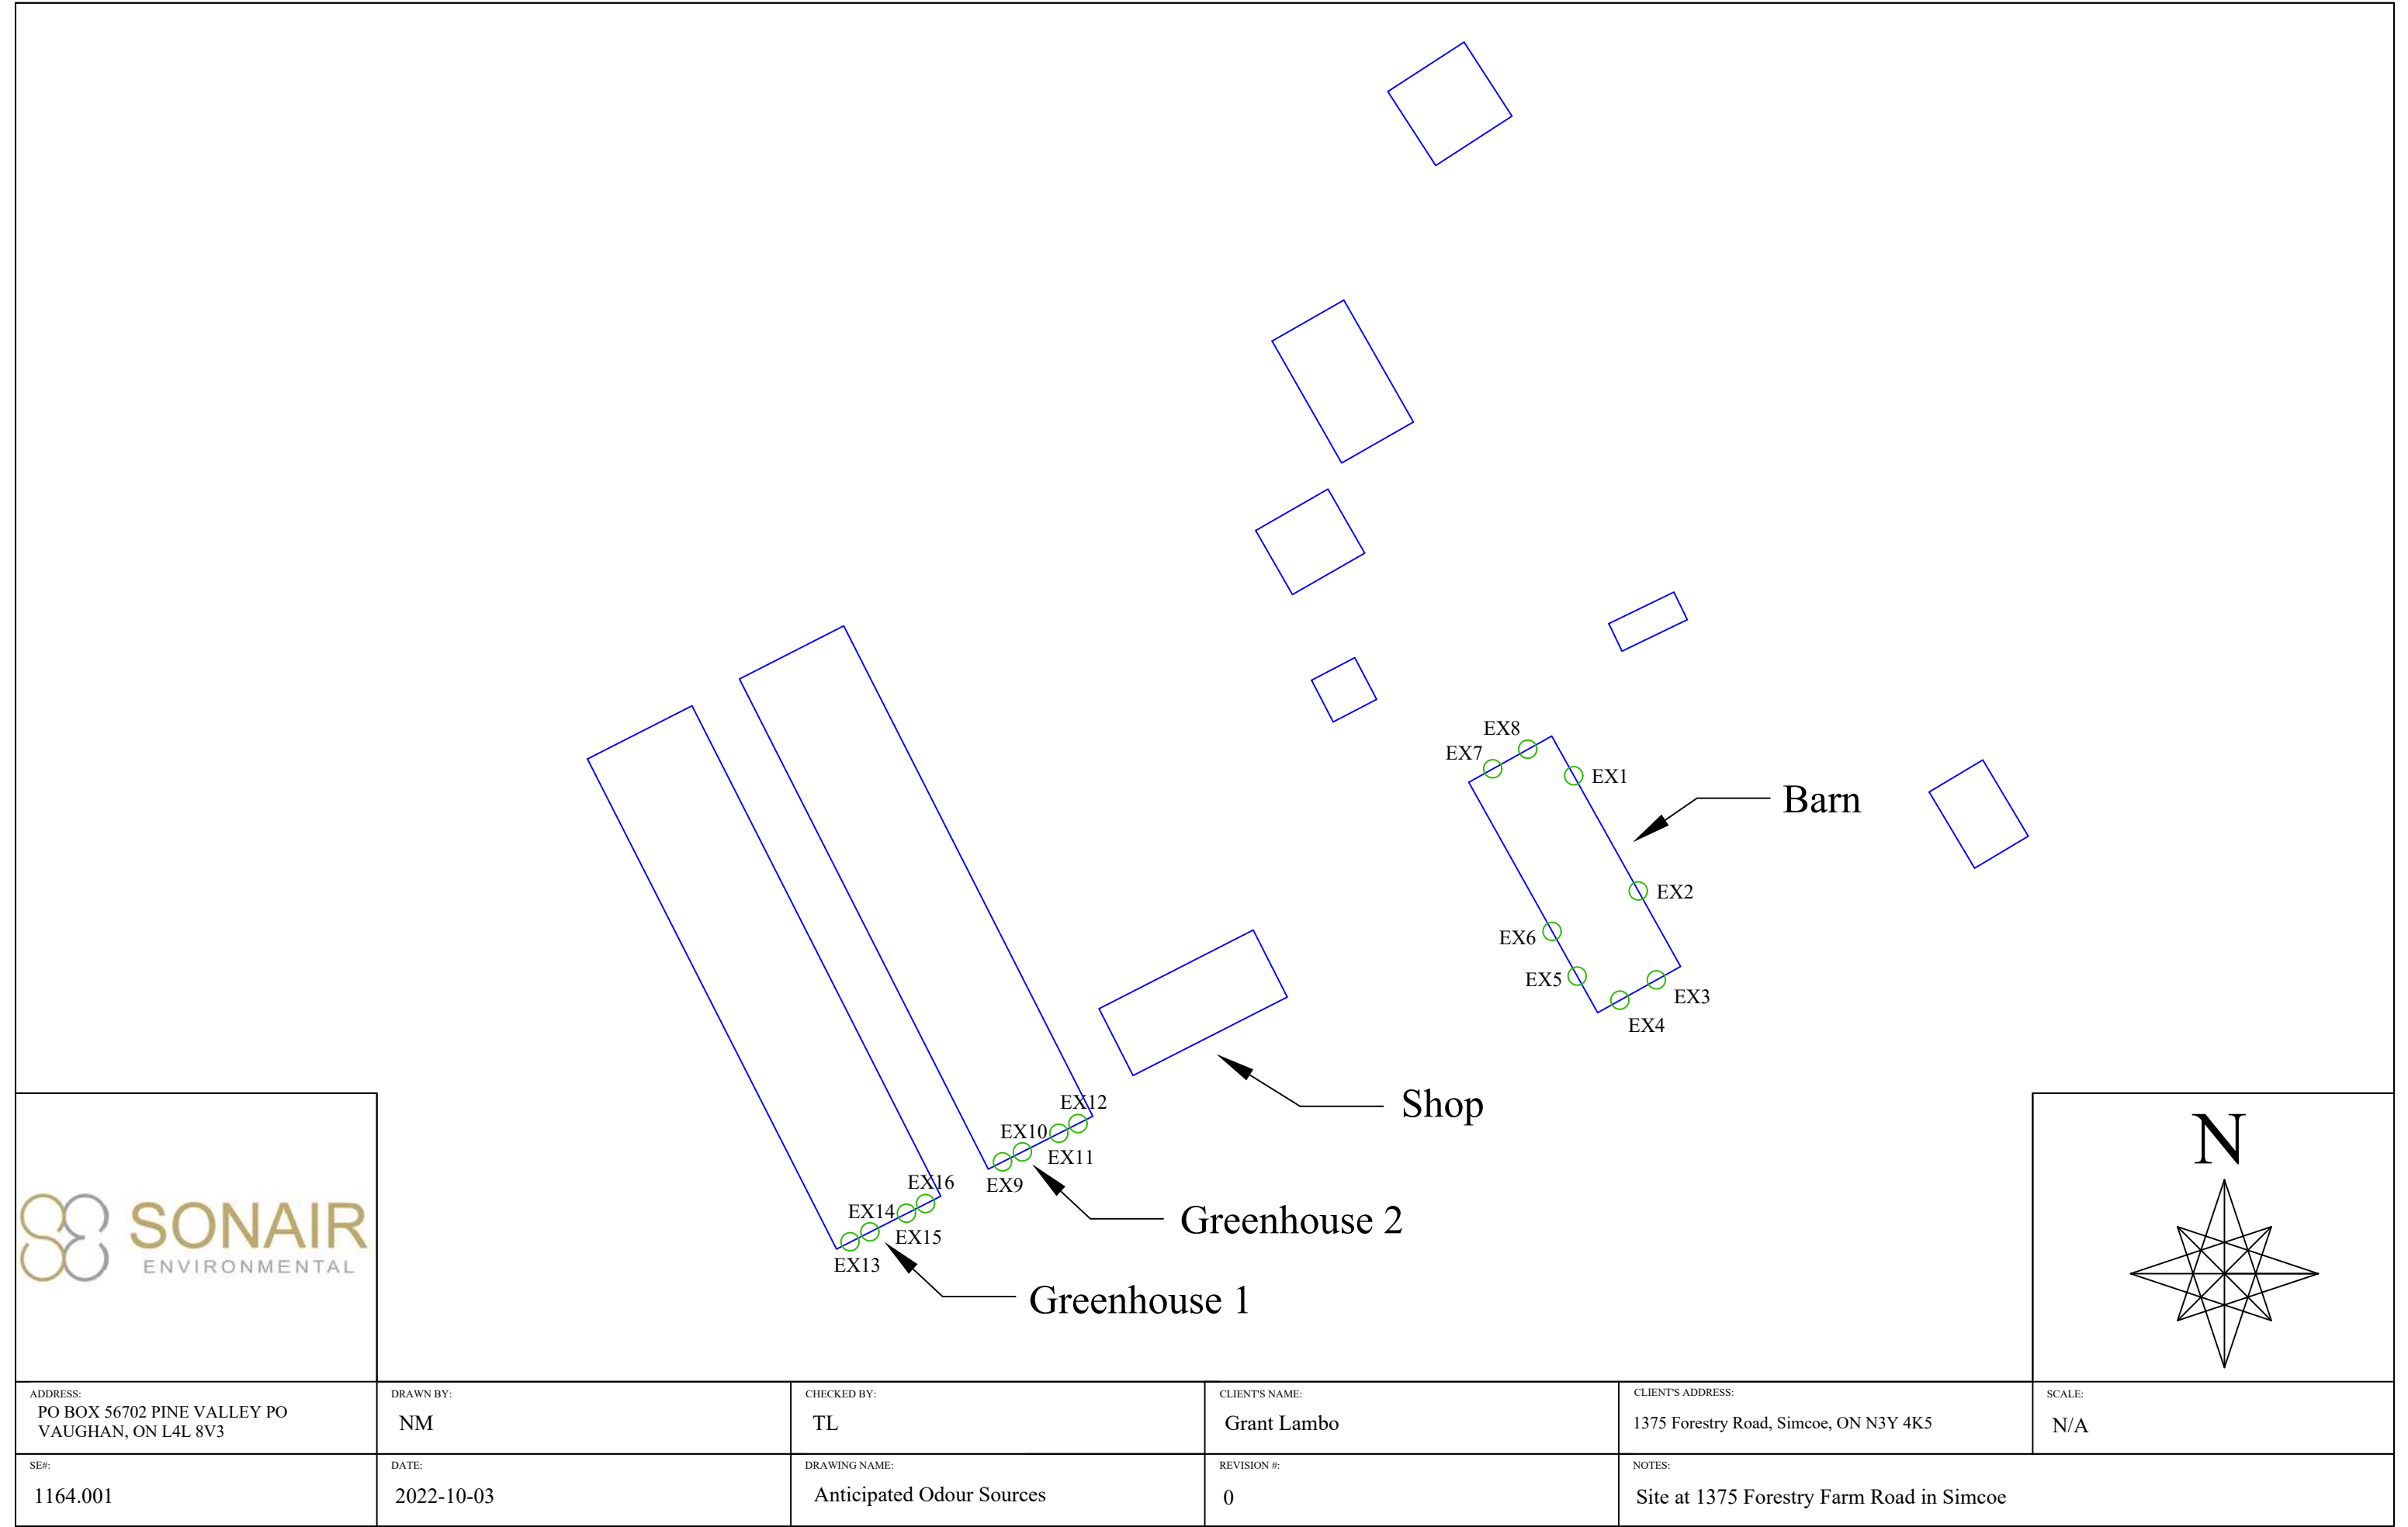 EX8
EX7
EX1
Barn
EX2
EX6
EX5
EX3
EX4
Shop
EX12
EX10
EX11
EX9
EX16
EX14
EX15
EX13
Greenhouse 2
Greenhouse 1
N
SONAIR
ENVIRONMENTAL
ADDRESS:
PO BOX 56702 PINE VALLEY PO
VAUGHAN, ON L4L 8V3
DRAWN BY:
NM
CHECKED BY:
TL
CLIENT'S NAME:
Grant Lambo
CLIENT'S ADDRESS:
1375 Forestry Road, Simcoe, ON N3Y 4K5
SCALE:
N/A
SE#:
1164.001
DATE:
2022-10-03
DRAWING NAME:
Anticipated Odour Sources
REVISION #:
0
NOTES:
Site at 1375 Forestry Farm Road in Simcoe